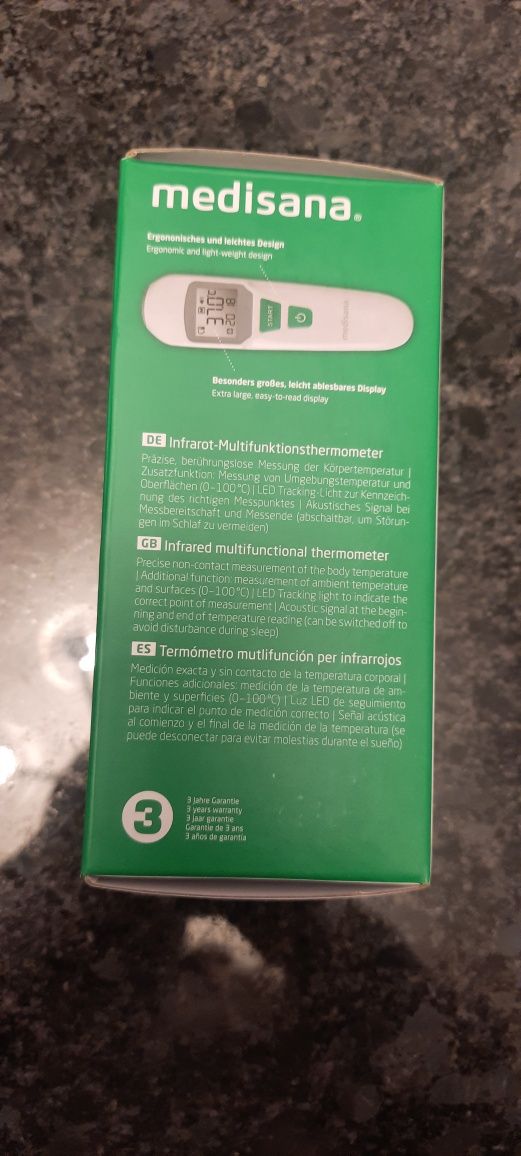 medisana®
Ergononisches und leichtes Design
Ergonomic and light-weight design
START
medisana
Besonders großes, leicht ablesbares Display
Extra large, easy-to-read display
DE Infrarot-Multifunktionsthermometer
Präzise, berührungslose Messung der Körpertemperatur |
Zusatzfunktion: Messung von Umgebungstemperatur und
Oberflächen (0–100°C) | LED Tracking-Licht zur Kennzeich-
nung des richtigen Messpunktes | Akustisches Signal bei
Messbereitschaft und Messende (abschaltbar, um Störun-
gen im Schlaf zu vermeiden)
GB Infrared multifunctional thermometer
Precise non-contact measurement of the body temperature
| Additional function: measurement of ambient temperature
and surfaces (0–100°C) | LED Tracking light to indicate the
correct point of measurement | Acoustic signal at the begin-
ning and end of temperature reading (can be switched off to
avoid disturbance during sleep)
ES Termómetro mutlifunción per infrarrojos
Medición exacta y sin contacto de la temperatura corporal |
Funciones adicionales: medición de la temperatura de am-
biente y superficies (0–100°C) | Luz LED de seguimiento
para indicar el punto de medición correcto | Señal acústica
al comienzo y el final de la medición de la temperatura (se
puede desconectar para evitar molestias durante el sueño)
3
3 Jahre Garantie
3 years warranty
3 jaar garantie
Garantie de 3 ans
3 años de garantía